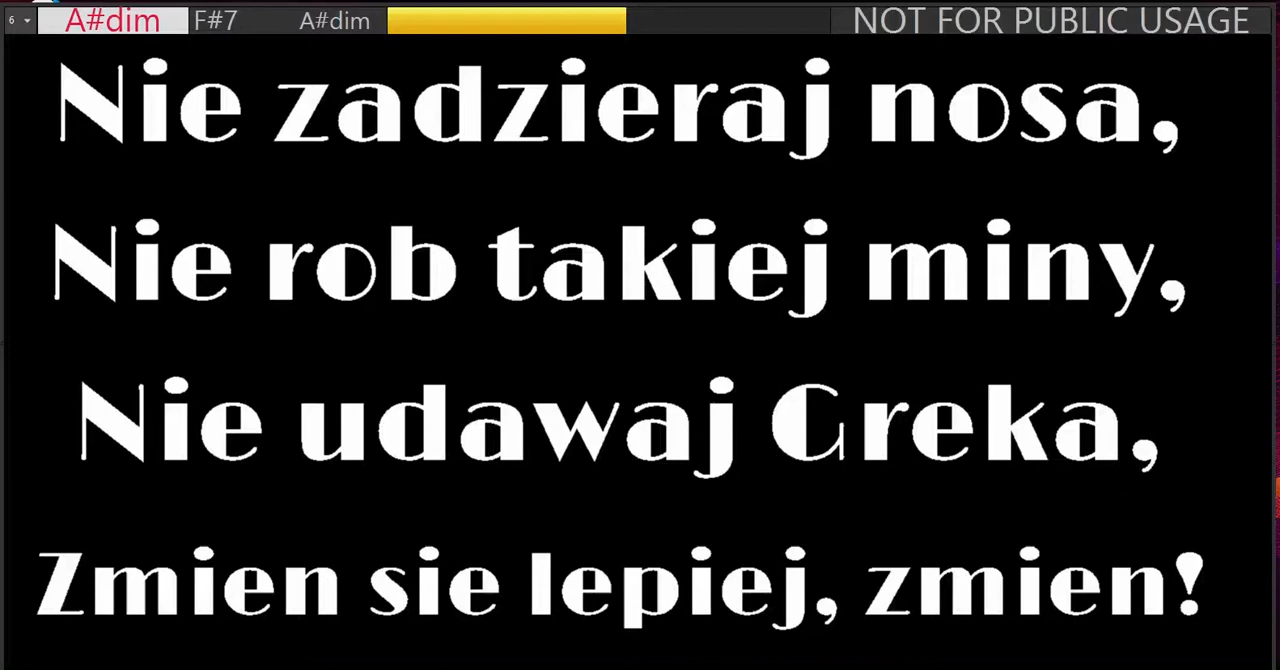 6 A#dim F#7 A#dim NOT FOR PUBLIC USAGE
Nie zadzieraj nosa,
Nie rob takiej miny,
Nie udawaj Greka,
Zmien sie lepiej, zmien!